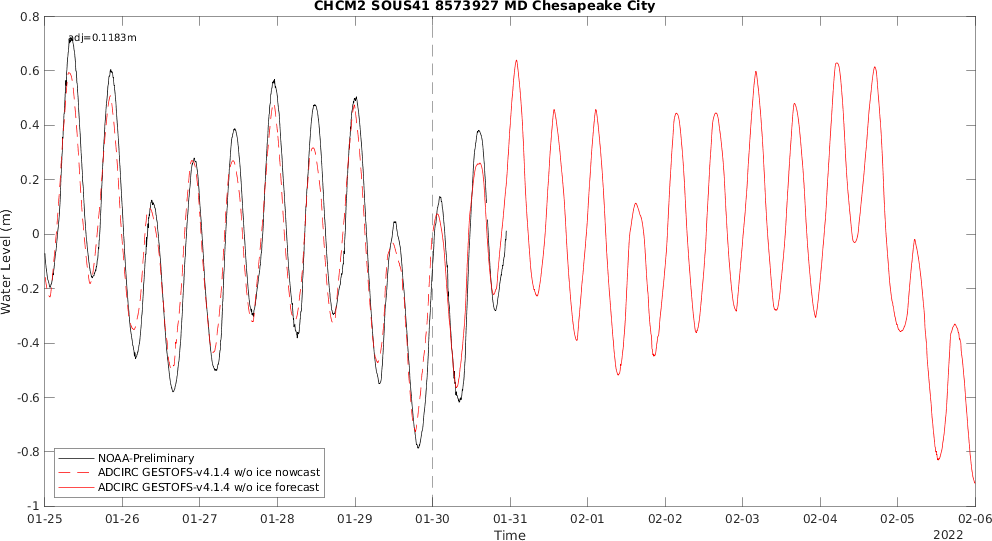 CHCM2 SOUS41 8573927 MD Chesapeake City
adj=0.1183m
0.8
0.6
0.4
0.2
0
-0.2
-0.4
-0.6
-0.8
-1
Water Level (m)
NOAA-Preliminary
ADCIRC GESTOFS-v4.1.4 w/o ice nowcast
ADCIRC GESTOFS-v4.1.4 w/o ice forecast
01-25 01-26 01-27 01-28 01-29 01-30 01-31 02-01 02-02 02-03 02-04 02-05 02-06
Time
2022